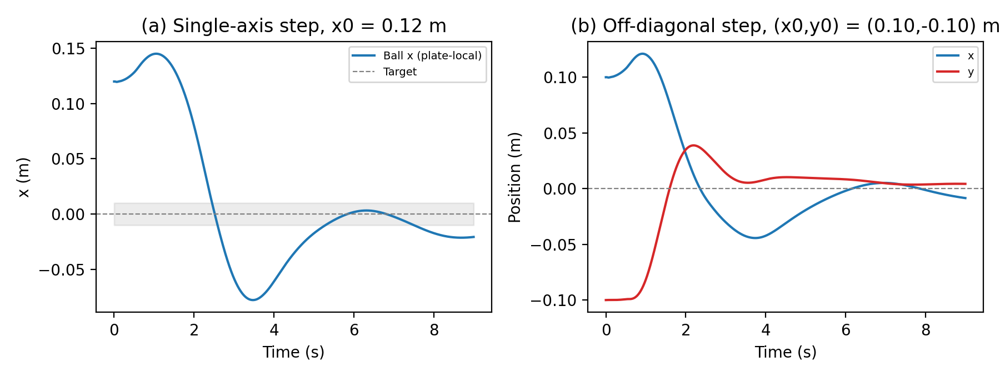 (a) Single-axis step, x0 = 0.12 m
0.15
0.10
0.05
0.00
−0.05
x (m)
Ball x (plate-local)
Target
0 2 4 6 8
Time (s)
(b) Off-diagonal step, (x0,y0) = (0.10,-0.10) m
0.10
0.05
0.00
−0.05
−0.10
Position (m)
x
y
0 2 4 6 8
Time (s)